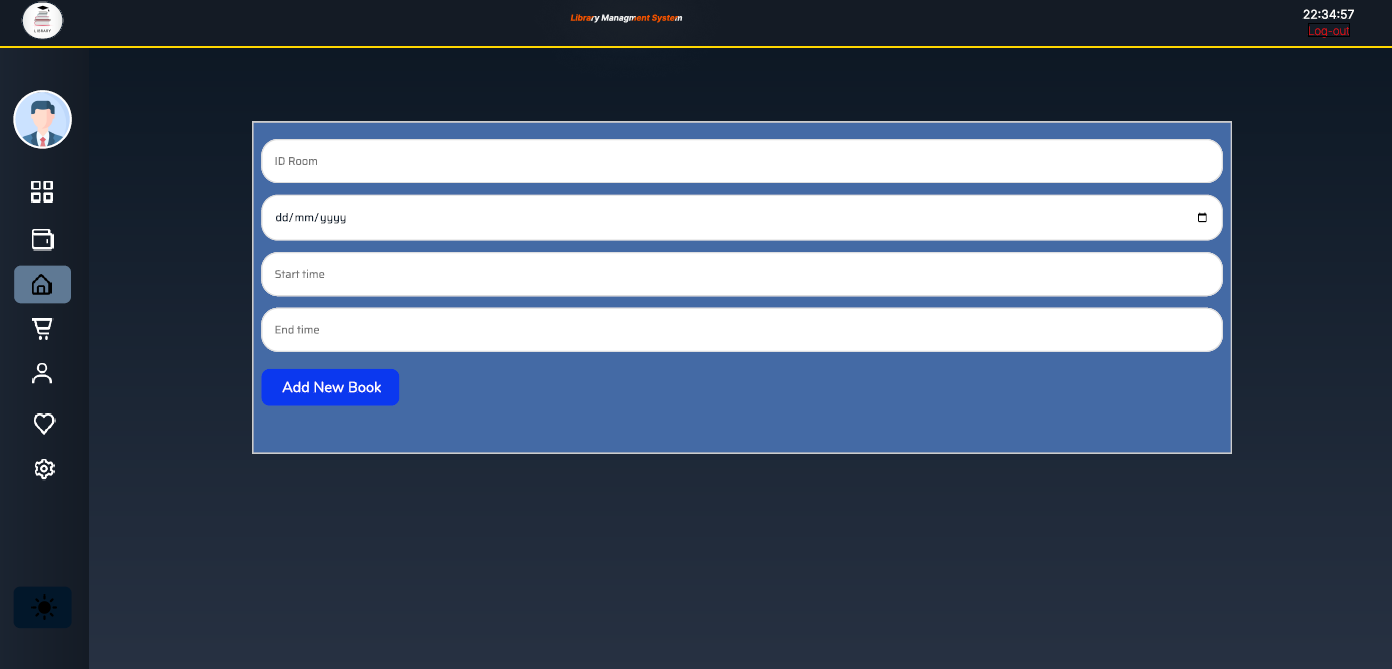 LIBRARY
Library Managment System
22:34:57
Log-out
ID Room
dd/mm/yyyy
Start time
End time
Add New Book